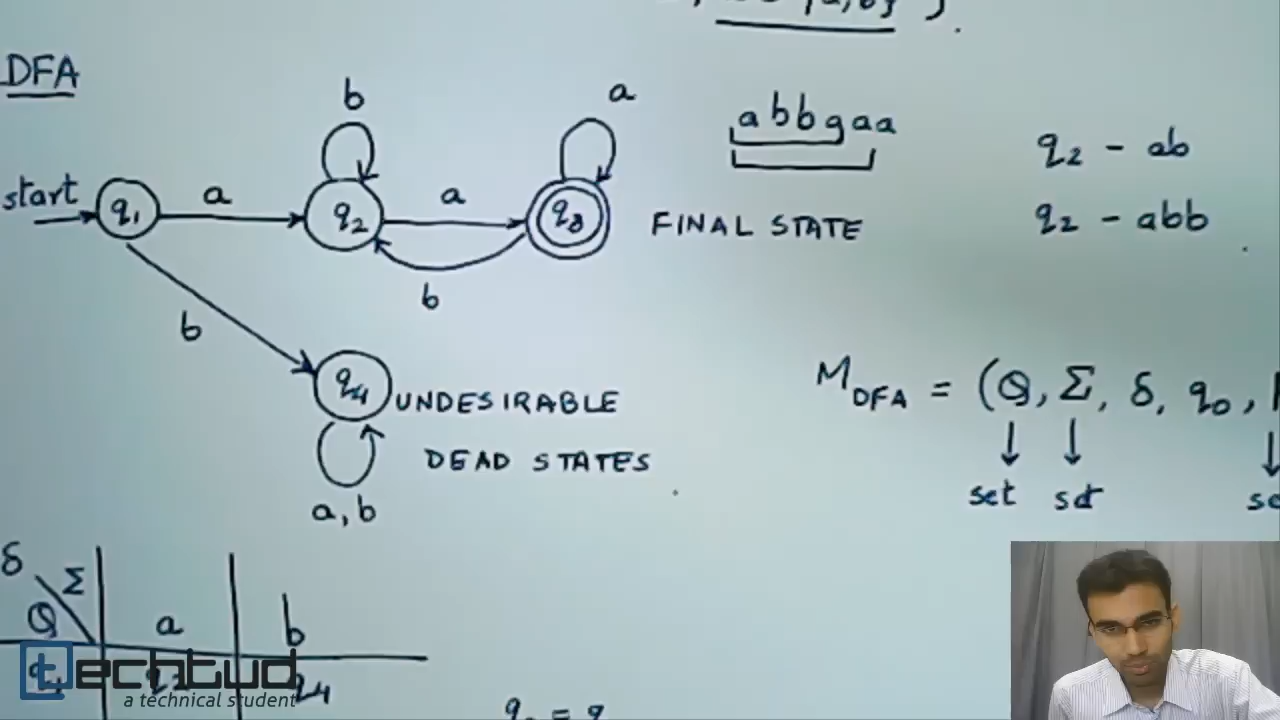 DFA
b
a
abbgaa
q2 - ab
start
q1
a
q2
a
q3
FINAL STATE
q2 - abb
b
b
q4
UNDESIRABLE
MDFA = (Q, Σ, δ, q0,
DEAD STATES
set
set
a, b
δ
Σ
Q
a
b
q4
techtud
a technical student